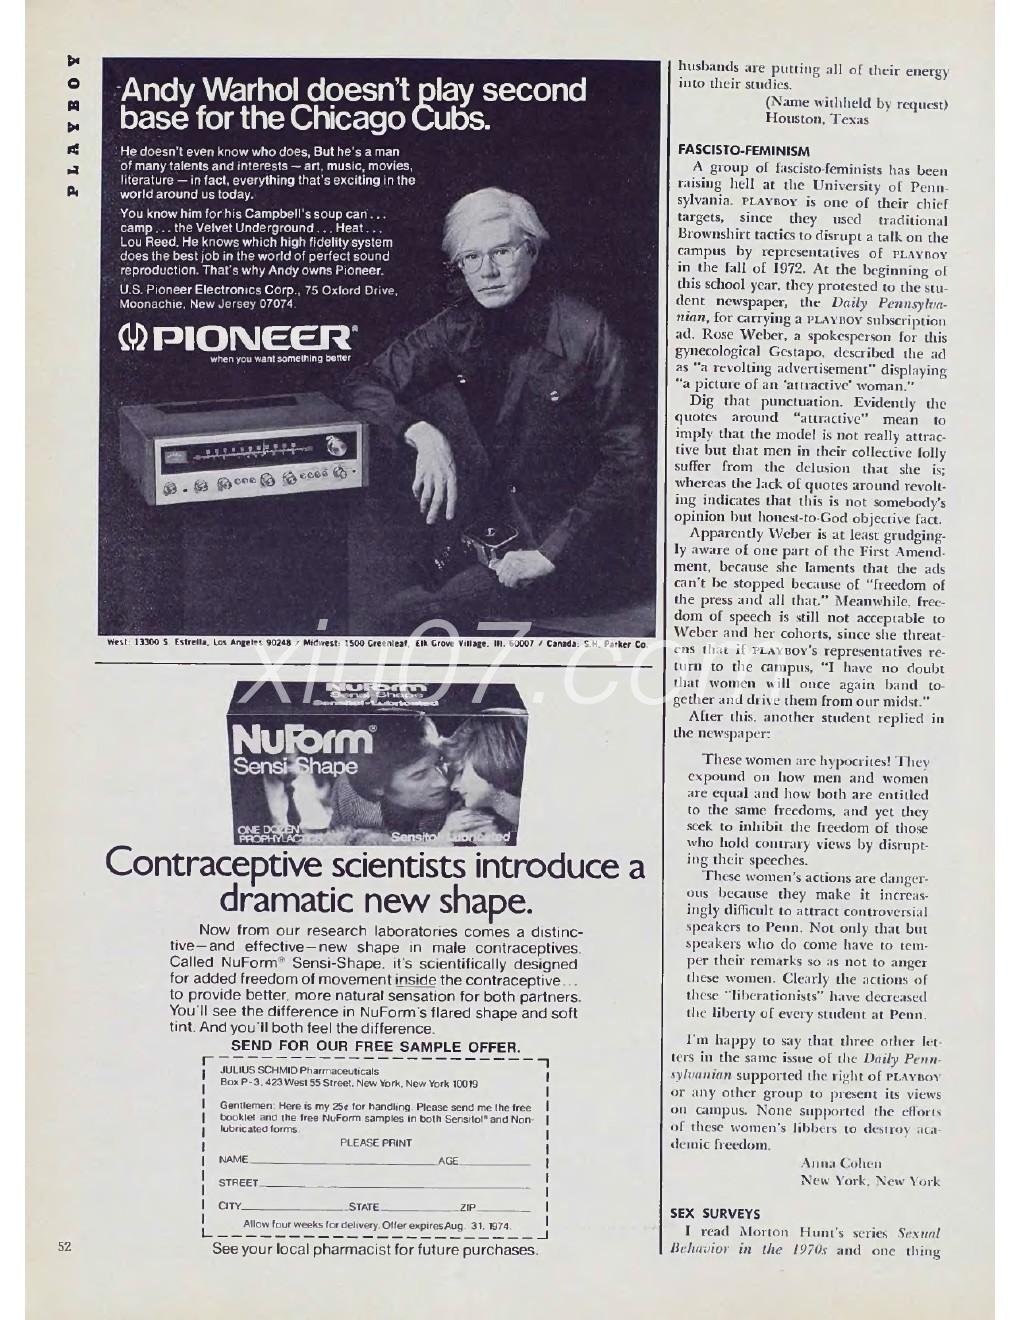 PLAYBOY
Andy Warhol doesn't play second
base for the Chicago Cubs.
He doesn't even know who does, But he's a man
of many talents and interests — art, music, movies,
literature — in fact, everything that's exciting in the
world around us today.
You know him for his Campbell's soup can...
camp... the Velvet Underground... Heat...
Lou Reed. He knows which high fidelity system
does the best job in the world of perfect sound
reproduction. That's why Andy owns Pioneer.
U.S. Pioneer Electronics Corp., 75 Oxford Drive,
Moonachie, New Jersey 07074
PIONEER®
when you want something better
West: 13300 S. Estrella, Los Angeles 90248 / Midwest: 1500 Greenleaf, Elk Grove Village, Ill. 60007 / Canada: S.H. Parker Co.
NuForm
Sensi-Shape
Sensitol-Lubricated
NuForm®
Sensi-Shape
ONE DOZEN
PROPHYLACTICS
Sensitol Lubricated
Contraceptive scientists introduce a
dramatic new shape.
Now from our research laboratories comes a distinc-
tive—and effective—new shape in male contraceptives.
Called NuForm® Sensi-Shape, it's scientifically designed
for added freedom of movement inside the contraceptive...
to provide better, more natural sensation for both partners.
You'll see the difference in NuForm's flared shape and soft
tint. And you'll both feel the difference.
SEND FOR OUR FREE SAMPLE OFFER.
JULIUS SCHMID Pharmaceuticals
Box P-3, 423 West 55 Street, New York, New York 10019
Gentlemen: Here is my 25¢ for handling. Please send me the free
booklet and the free NuForm samples in both Sensitol® and Non-
lubricated forms.
PLEASE PRINT
NAME AGE
STREET
CITY STATE ZIP
Allow four weeks for delivery. Offer expires Aug. 31, 1974.
See your local pharmacist for future purchases.
52
husbands are putting all of their energy
into their studies.
(Name withheld by request)
Houston, Texas
FASCISTO-FEMINISM
A group of fascisto-feminists has been
raising hell at the University of Penn-
sylvania. PLAYBOY is one of their chief
targets, since they used traditional
Brownshirt tactics to disrupt a talk on the
campus by representatives of PLAYBOY
in the fall of 1972. At the beginning of
this school year, they protested to the stu-
dent newspaper, the Daily Pennsylva-
nian, for carrying a PLAYBOY subscription
ad. Rose Weber, a spokesperson for this
gynecological Gestapo, described the ad
as "a revolting advertisement" displaying
"a picture of an 'attractive' woman."
Dig that punctuation. Evidently the
quotes around "attractive" mean to
imply that the model is not really attrac-
tive but that men in their collective folly
suffer from the delusion that she is;
whereas the lack of quotes around revolt-
ing indicates that this is not somebody's
opinion but honest-to-God objective fact.
Apparently Weber is at least grudging-
ly aware of one part of the First Amend-
ment, because she laments that the ads
can't be stopped because of "freedom of
the press and all that." Meanwhile, free-
dom of speech is still not acceptable to
Weber and her cohorts, since she threat-
ens that if PLAYBOY's representatives re-
turn to the campus, "I have no doubt
that women will once again band to-
gether and drive them from our midst."
After this, another student replied in
the newspaper:
These women are hypocrites! They
expound on how men and women
are equal and how both are entitled
to the same freedoms, and yet they
seek to inhibit the freedom of those
who hold contrary views by disrupt-
ing their speeches.
These women's actions are danger-
ous because they make it increas-
ingly difficult to attract controversial
speakers to Penn. Not only that but
speakers who do come have to tem-
per their remarks so as not to anger
these women. Clearly the actions of
these "liberationists" have decreased
the liberty of every student at Penn.
I'm happy to say that three other let-
ters in the same issue of the Daily Penn-
sylvanian supported the right of PLAYBOY
or any other group to present its views
on campus. None supported the efforts
of these women's libbers to destroy aca-
demic freedom.
Anna Cohen
New York, New York
SEX SURVEYS
I read Morton Hunt's series Sexual
Behavior in the 1970s and one thing
xiu07.com